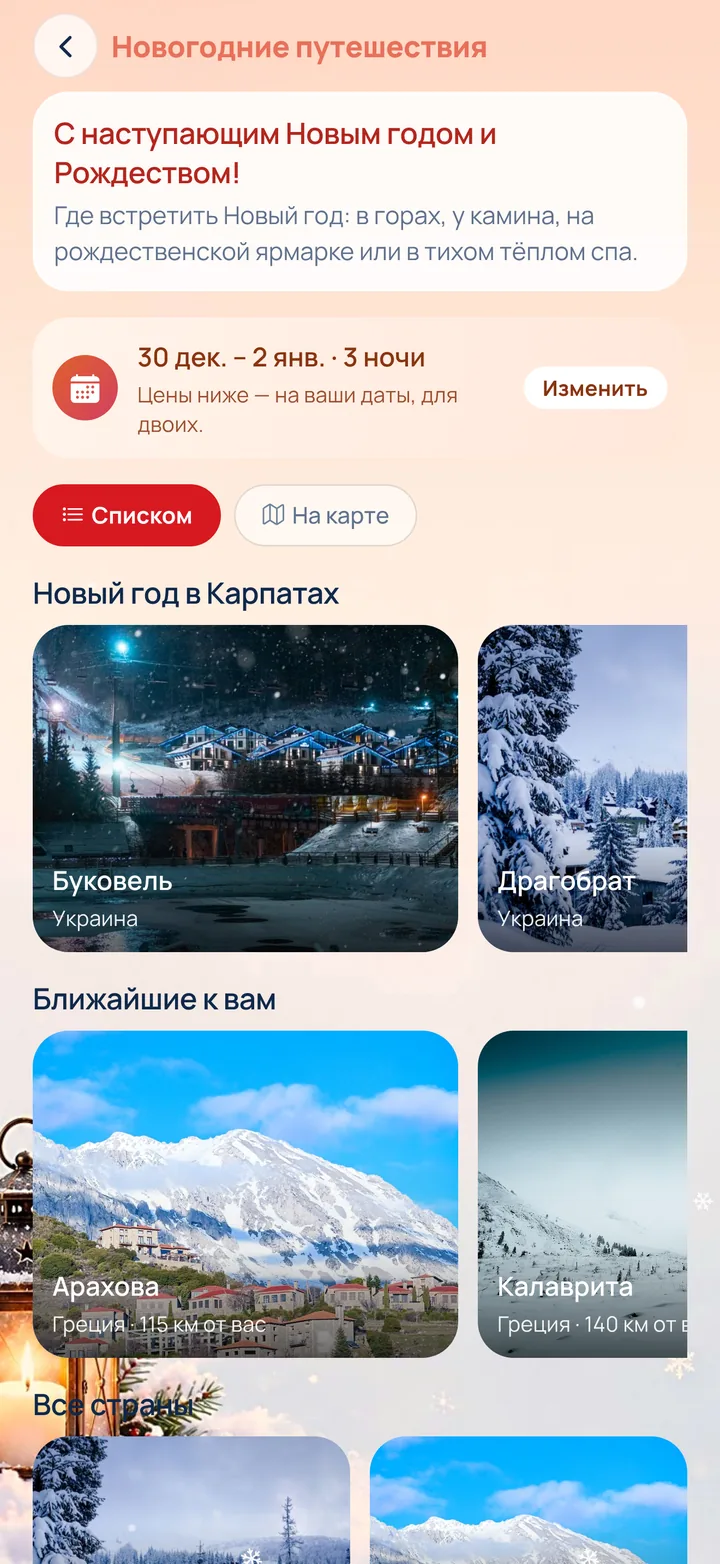 Новогодние путешествия
С наступающим Новым годом и
Рождеством!
Где встретить Новый год: в горах, у камина, на
рождественской ярмарке или в тихом тёплом спа.
30 дек. – 2 янв. · 3 ночи
Цены ниже — на ваши даты, для
двоих.
Изменить
Списком
На карте
Новый год в Карпатах
Буковель
Украина
Драгобрат
Украина
Ближайшие к вам
Арахова
Греция · 115 км от вас
Калаврита
Греция · 140 км от в
Все страны